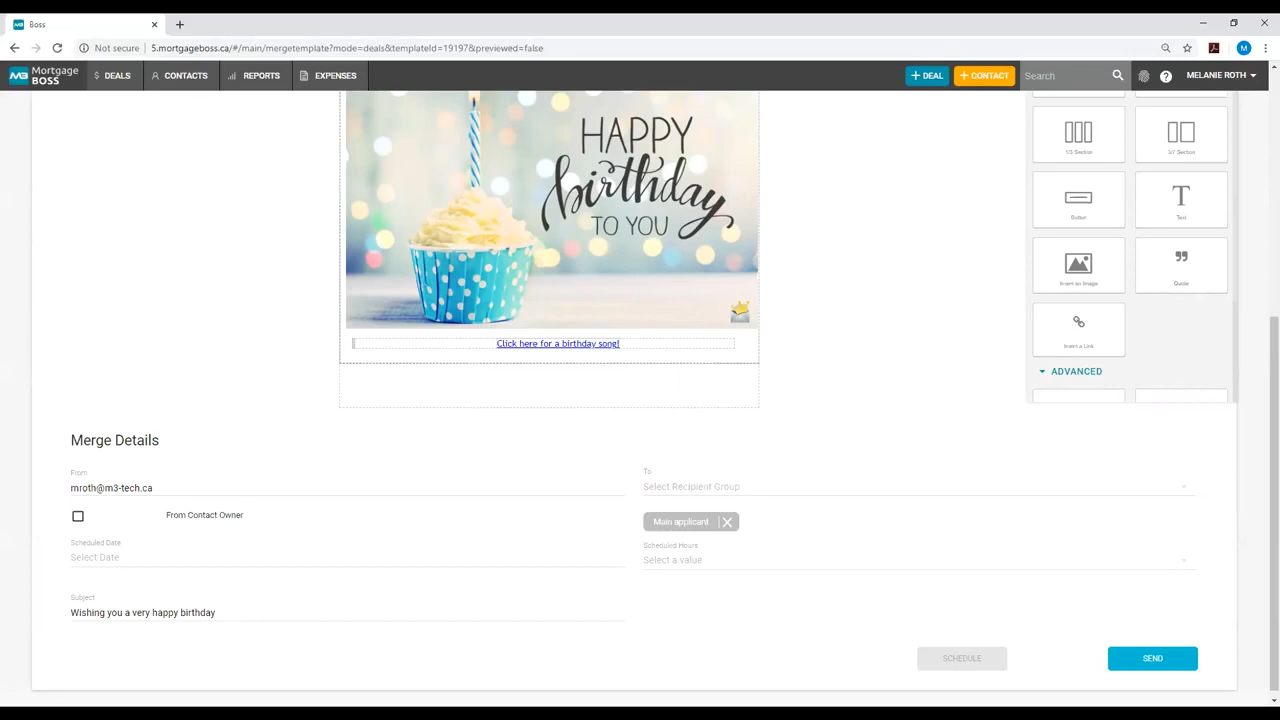 Boss
Not secure | 5.mortgageboss.ca/#/main/mergetemplate?mode=deals&templateId=19197&previewed=false
M
M3 Mortgage BOSS
$ DEALS
CONTACTS
REPORTS
EXPENSES
+ DEAL
+ CONTACT
Search
?
MELANIE ROTH
HAPPY
birthday
TO YOU
Click here for a birthday song!
1/3 Section
3/7 Section
Button
Text
Insert an Image
Quote
Insert a Link
ADVANCED
Merge Details
From
mroth@m3-tech.ca
To
Select Recipient Group
From Contact Owner
Main applicant
Scheduled Date
Select Date
Scheduled Hours
Select a value
Subject
Wishing you a very happy birthday
SCHEDULE
SEND